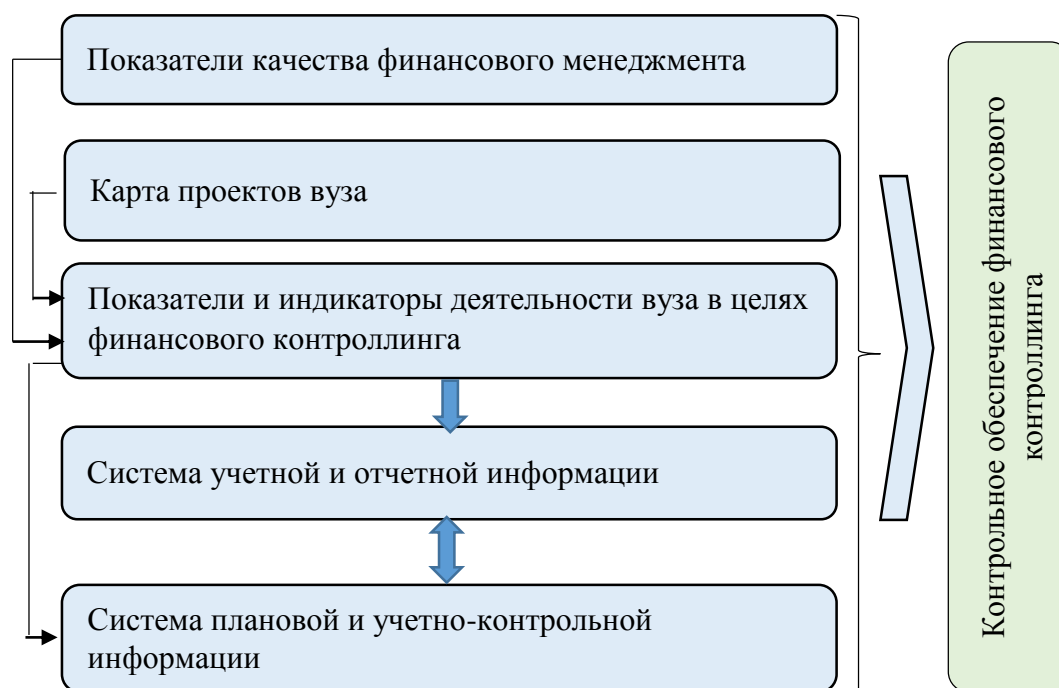 Показатели качества финансового менеджмента
Карта проектов вуза
Показатели и индикаторы деятельности вуза в целях
финансового контроллинга
Система учетной и отчетной информации
Система плановой и учетно-контрольной
информации
Контрольное обеспечение финансового
контроллинга